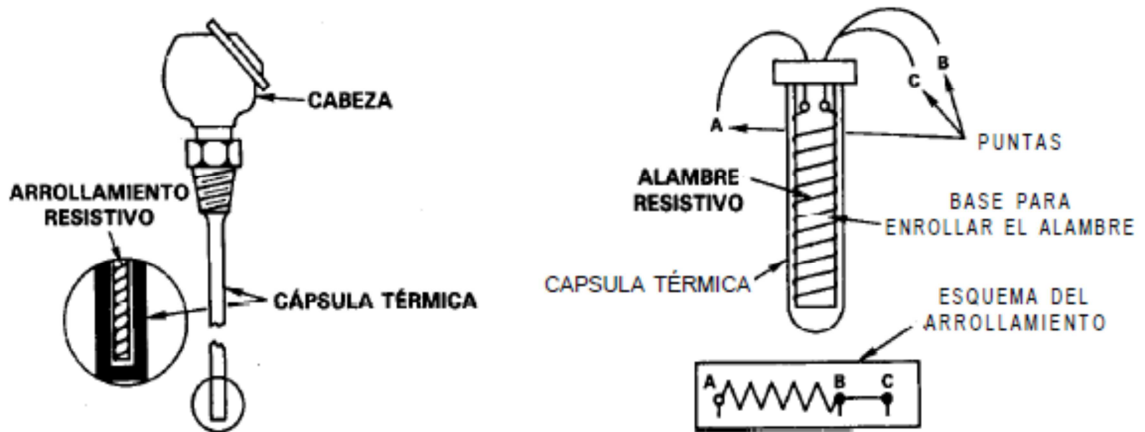 CABEZA
ARROLLAMIENTO
RESISTIVO
CÁPSULA TÉRMICA
A
B
C
PUNTAS
ALAMBRE
RESISTIVO
BASE PARA
ENROLLAR EL ALAMBRE
CAPSULA TÉRMICA
ESQUEMA DEL
ARROLLAMIENTO
A B C